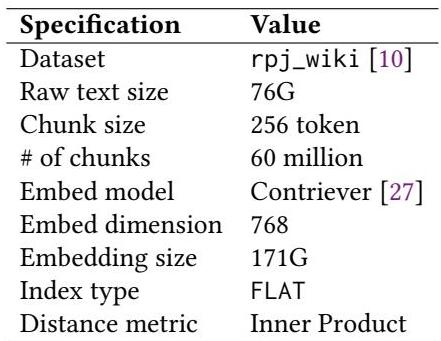 Specification Value
Dataset rpj_wiki [10]
Raw text size 76G
Chunk size 256 token
# of chunks 60 million
Embed model Contriever [27]
Embed dimension 768
Embedding size 171G
Index type FLAT
Distance metric Inner Product